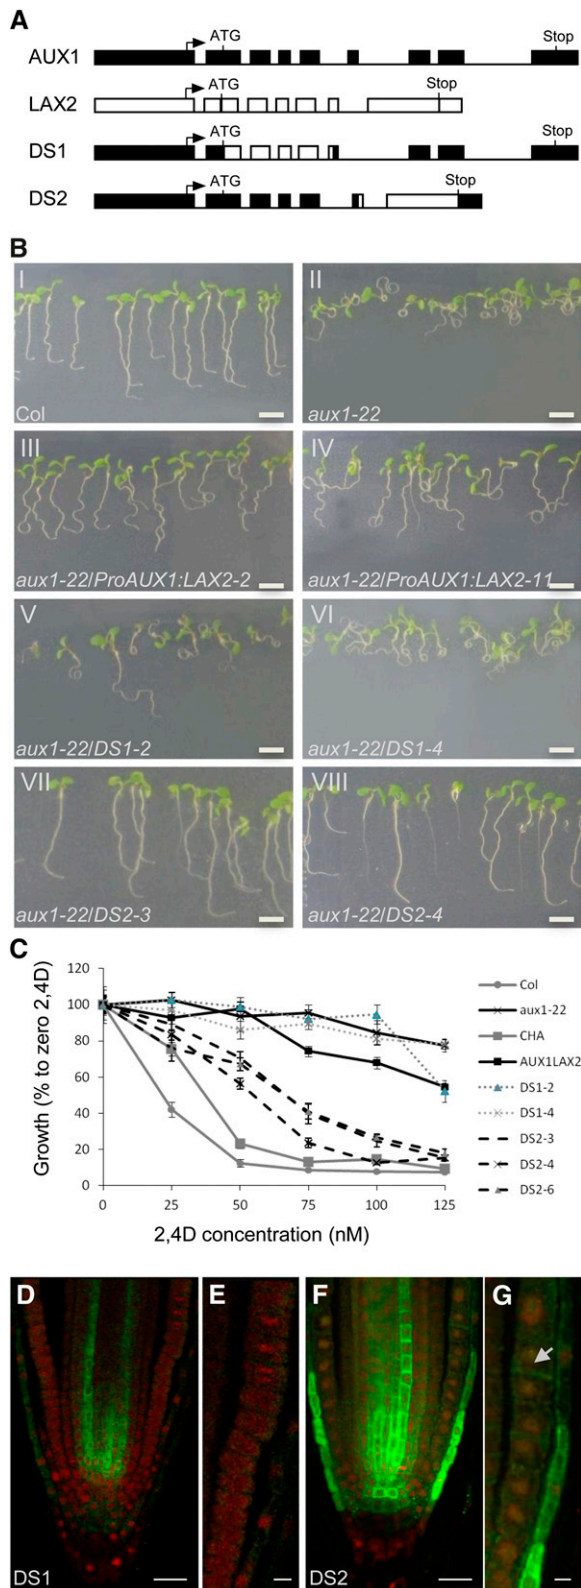 A
AUX1
ATG
Stop
LAX2
ATG
Stop
DS1
ATG
Stop
DS2
ATG
Stop
B
I
Col
II
aux1-22
III
aux1-22/ProAUX1:LAX2-2
IV
aux1-22/ProAUX1:LAX2-11
V
aux1-22/DS1-2
VI
aux1-22/DS1-4
VII
aux1-22/DS2-3
VIII
aux1-22/DS2-4
C
Growth (% to zero 2,4D)
120
100
80
60
40
20
0
0 25 50 75 100 125
2,4D concentration (nM)
Col
aux1-22
CHA
AUX1LAX2
DS1-2
DS1-4
DS2-3
DS2-4
DS2-6
D
DS1
E
F
DS2
G